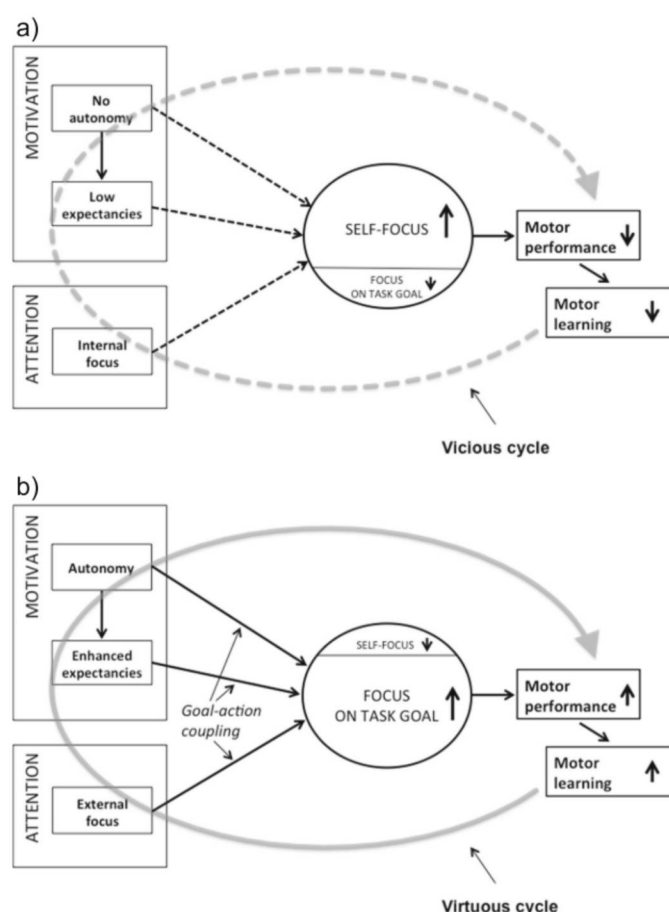 a)
MOTIVATION
No
autonomy
Low
expectancies
ATTENTION
Internal
focus
SELF-FOCUS
FOCUS
ON TASK GOAL
Motor
performance
Motor
learning
Vicious cycle
b)
MOTIVATION
Autonomy
Enhanced
expectancies
Goal-action
coupling
ATTENTION
External
focus
SELF-FOCUS
FOCUS
ON TASK GOAL
Motor
performance
Motor
learning
Virtuous cycle